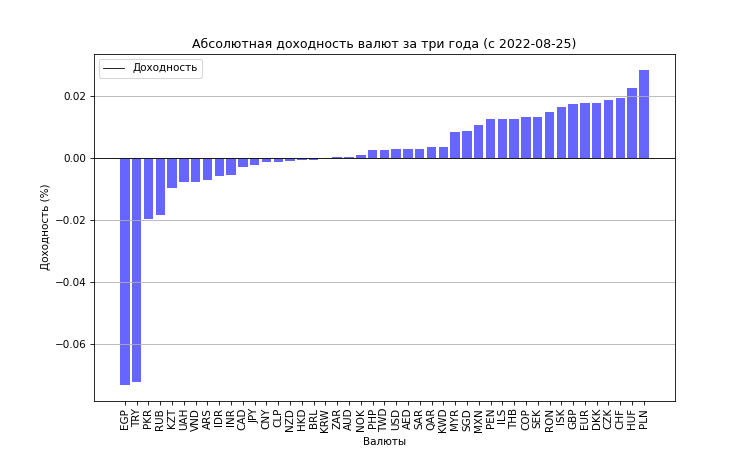 Абсолютная доходность валют за три года (с 2022-08-25)
Доходность
0.02
0.00
−0.02
−0.04
−0.06
Доходность (%)
EGP TRY PKR RUB KZT UAH VND ARS IDR INR CAD JPY CNY CLP NZD HKD BRL KRW ZAR AUD NOK PHP TWD USD AED SAR QAR KWD MYR SGD MXN PEN ILS THB COP SEK RON ISK GBP EUR DKK CZK CHF HUF PLN
Валюты